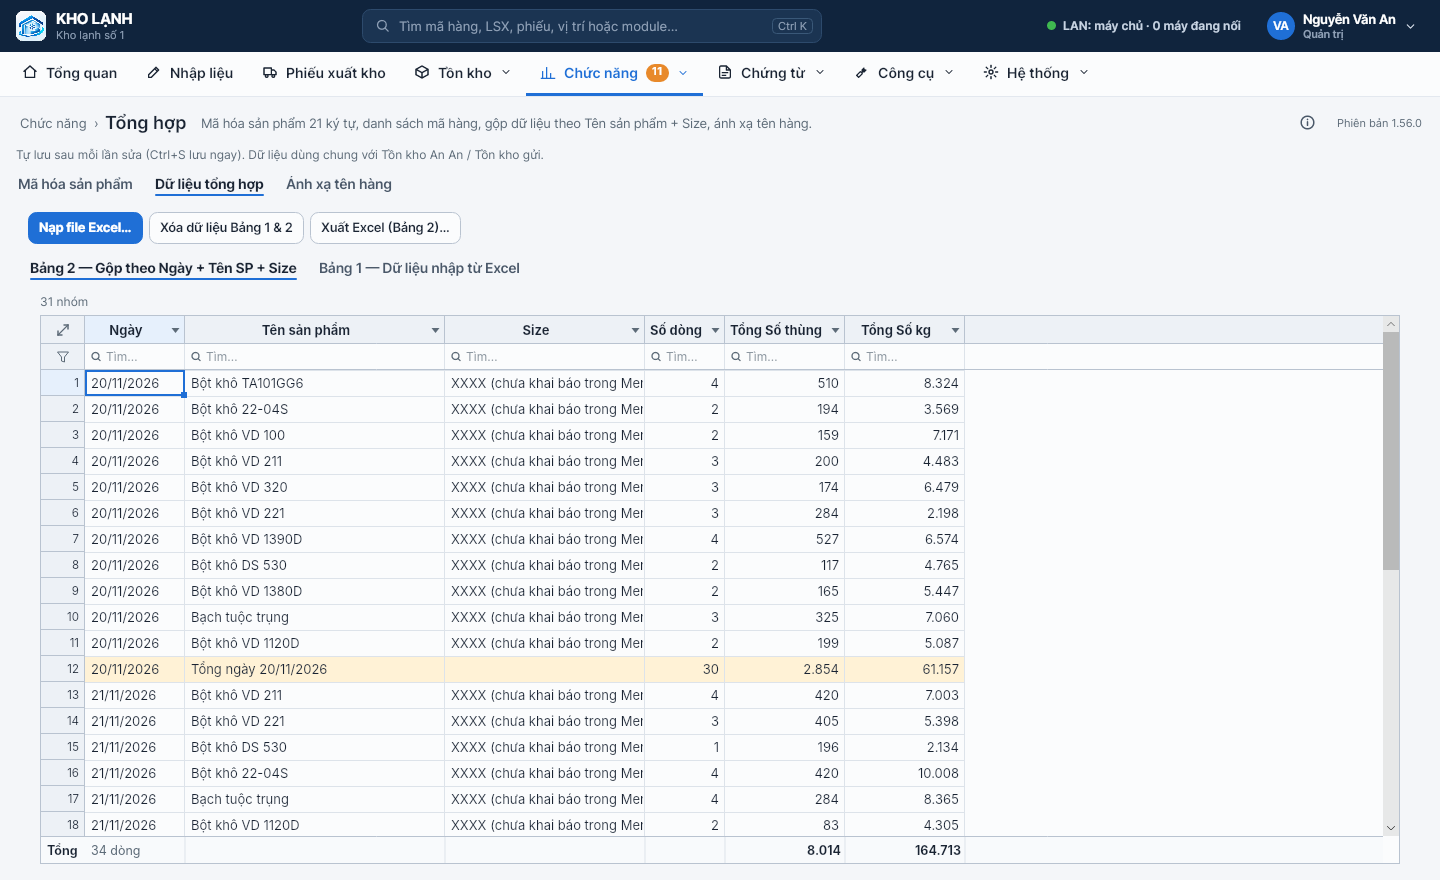 KHO LẠNH
Kho lạnh số 1
Tìm mã hàng, LSX, phiếu, vị trí hoặc module... Ctrl K
LAN: máy chủ · 0 máy đang nối
VA
Nguyễn Văn An
Quản trị
Tổng quan Nhập liệu Phiếu xuất kho Tồn kho Chức năng 11 Chứng từ Công cụ Hệ thống
Chức năng › Tổng hợp Mã hóa sản phẩm 21 ký tự, danh sách mã hàng, gộp dữ liệu theo Tên sản phẩm + Size, ánh xạ tên hàng. Phiên bản 1.56.0
Tự lưu sau mỗi lần sửa (Ctrl+S lưu ngay). Dữ liệu dùng chung với Tồn kho An An / Tồn kho gửi.
Mã hóa sản phẩm Dữ liệu tổng hợp Ánh xạ tên hàng
Nạp file Excel... Xóa dữ liệu Bảng 1 & 2 Xuất Excel (Bảng 2)...
Bảng 2 — Gộp theo Ngày + Tên SP + Size Bảng 1 — Dữ liệu nhập từ Excel
31 nhóm
Ngày Tên sản phẩm Size Số dòng Tổng Số thùng Tổng Số kg
Tìm... Tìm... Tìm... Tìm... Tìm... Tìm...
1 20/11/2026 Bột khô TA101GG6 XXXX (chưa khai báo trong Mer 4 510 8.324
2 20/11/2026 Bột khô 22-04S XXXX (chưa khai báo trong Mer 2 194 3.569
3 20/11/2026 Bột khô VD 100 XXXX (chưa khai báo trong Mer 2 159 7.171
4 20/11/2026 Bột khô VD 211 XXXX (chưa khai báo trong Mer 3 200 4.483
5 20/11/2026 Bột khô VD 320 XXXX (chưa khai báo trong Mer 3 174 6.479
6 20/11/2026 Bột khô VD 221 XXXX (chưa khai báo trong Mer 3 284 2.198
7 20/11/2026 Bột khô VD 1390D XXXX (chưa khai báo trong Mer 4 527 6.574
8 20/11/2026 Bột khô DS 530 XXXX (chưa khai báo trong Mer 2 117 4.765
9 20/11/2026 Bột khô VD 1380D XXXX (chưa khai báo trong Mer 2 165 5.447
10 20/11/2026 Bạch tuộc trụng XXXX (chưa khai báo trong Mer 3 325 7.060
11 20/11/2026 Bột khô VD 1120D XXXX (chưa khai báo trong Mer 2 199 5.087
12 20/11/2026 Tổng ngày 20/11/2026 30 2.854 61.157
13 21/11/2026 Bột khô VD 211 XXXX (chưa khai báo trong Mer 4 420 7.003
14 21/11/2026 Bột khô VD 221 XXXX (chưa khai báo trong Mer 3 405 5.398
15 21/11/2026 Bột khô DS 530 XXXX (chưa khai báo trong Mer 1 196 2.134
16 21/11/2026 Bột khô 22-04S XXXX (chưa khai báo trong Mer 4 420 10.008
17 21/11/2026 Bạch tuộc trụng XXXX (chưa khai báo trong Mer 4 284 8.365
18 21/11/2026 Bột khô VD 1120D XXXX (chưa khai báo trong Mer 2 83 4.305
Tổng 34 dòng 8.014 164.713